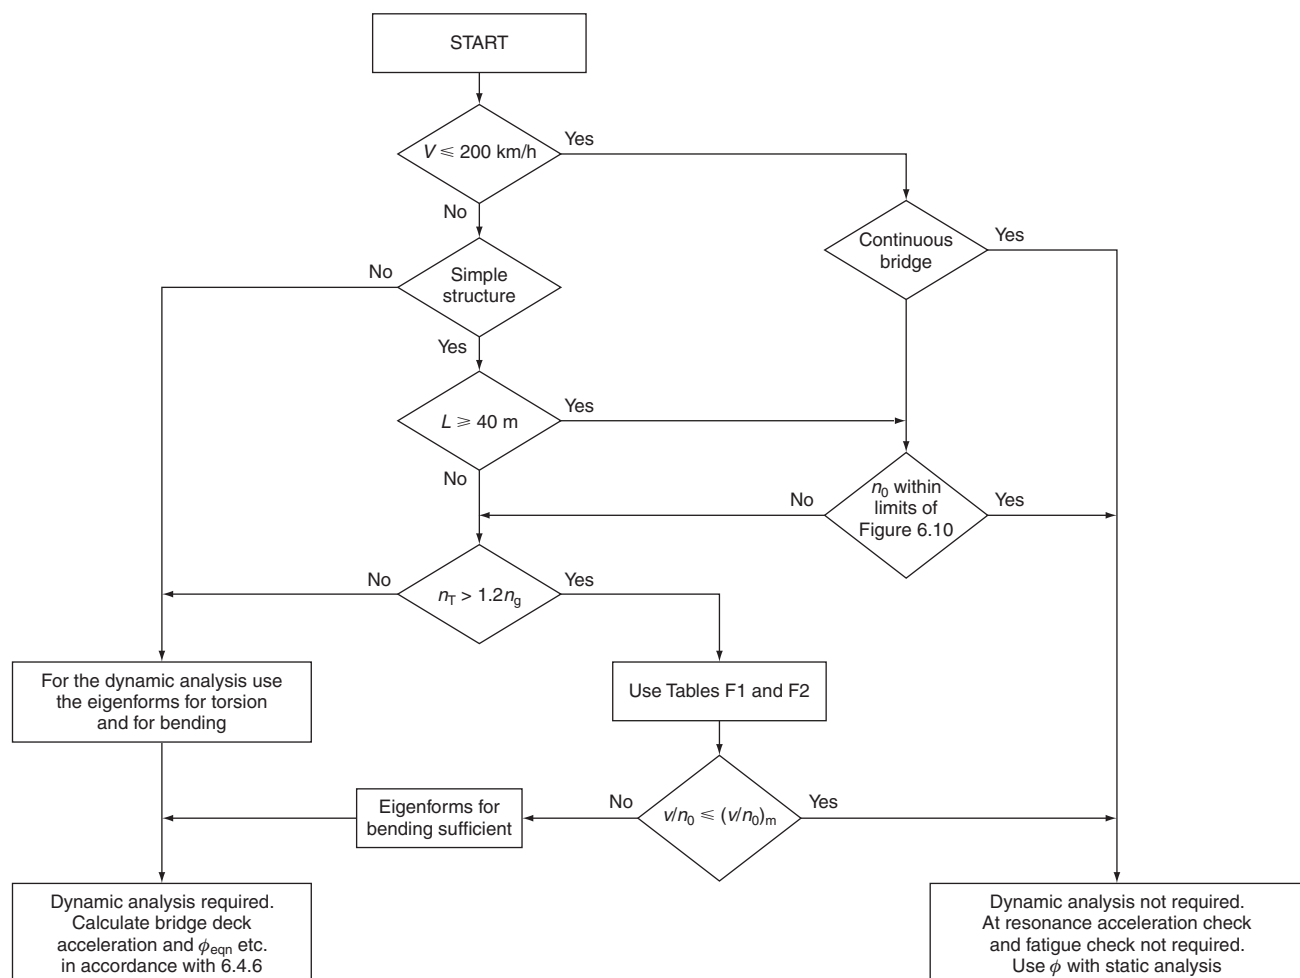 START
V ⩽ 200 km/h
Yes
No
Continuous
bridge
Yes
No
Simple
structure
Yes
L ⩾ 40 m
Yes
No
n0 within
limits of
Figure 6.10
No
Yes
nT > 1.2ng
No
Yes
For the dynamic analysis use
the eigenforms for torsion
and for bending
Use Tables F1 and F2
Eigenforms for
bending sufficient
No
v/n0 ⩽ (v/n0)m
Yes
Dynamic analysis required.
Calculate bridge deck
acceleration and ϕeqn etc.
in accordance with 6.4.6
Dynamic analysis not required.
At resonance acceleration check
and fatigue check not required.
Use ϕ with static analysis